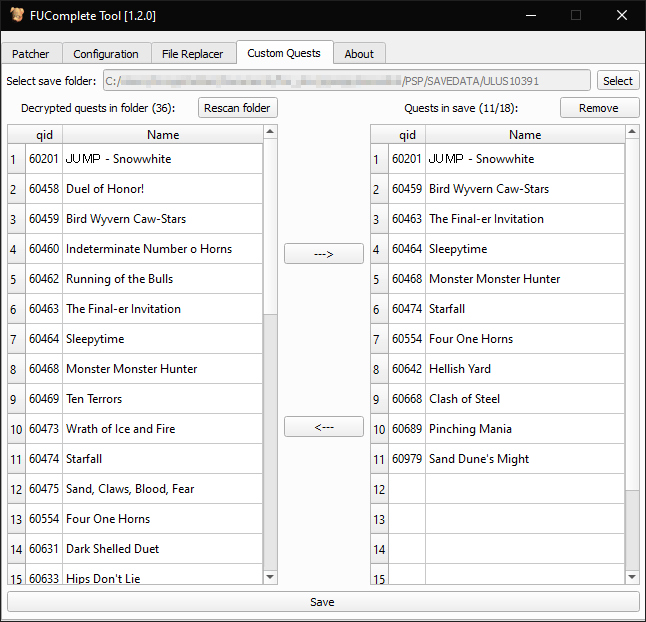 FUComplete Tool [1.2.0]
Patcher Configuration File Replacer Custom Quests About
Select save folder: C:/ /PSP/SAVEDATA/ULUS10391 Select
Decrypted quests in folder (36): Rescan folder
qid Name
1 60201 JUMP - Snowwhite
2 60458 Duel of Honor!
3 60459 Bird Wyvern Caw-Stars
4 60460 Indeterminate Number o Horns
5 60462 Running of the Bulls
6 60463 The Final-er Invitation
7 60464 Sleepytime
8 60468 Monster Monster Hunter
9 60469 Ten Terrors
10 60473 Wrath of Ice and Fire
11 60474 Starfall
12 60475 Sand, Claws, Blood, Fear
13 60554 Four One Horns
14 60631 Dark Shelled Duet
15 60633 Hips Don't Lie
--->
<---
Quests in save (11/18): Remove
qid Name
1 60201 JUMP - Snowwhite
2 60459 Bird Wyvern Caw-Stars
3 60463 The Final-er Invitation
4 60464 Sleepytime
5 60468 Monster Monster Hunter
6 60474 Starfall
7 60554 Four One Horns
8 60642 Hellish Yard
9 60668 Clash of Steel
10 60689 Pinching Mania
11 60979 Sand Dune's Might
12
13
14
15
Save